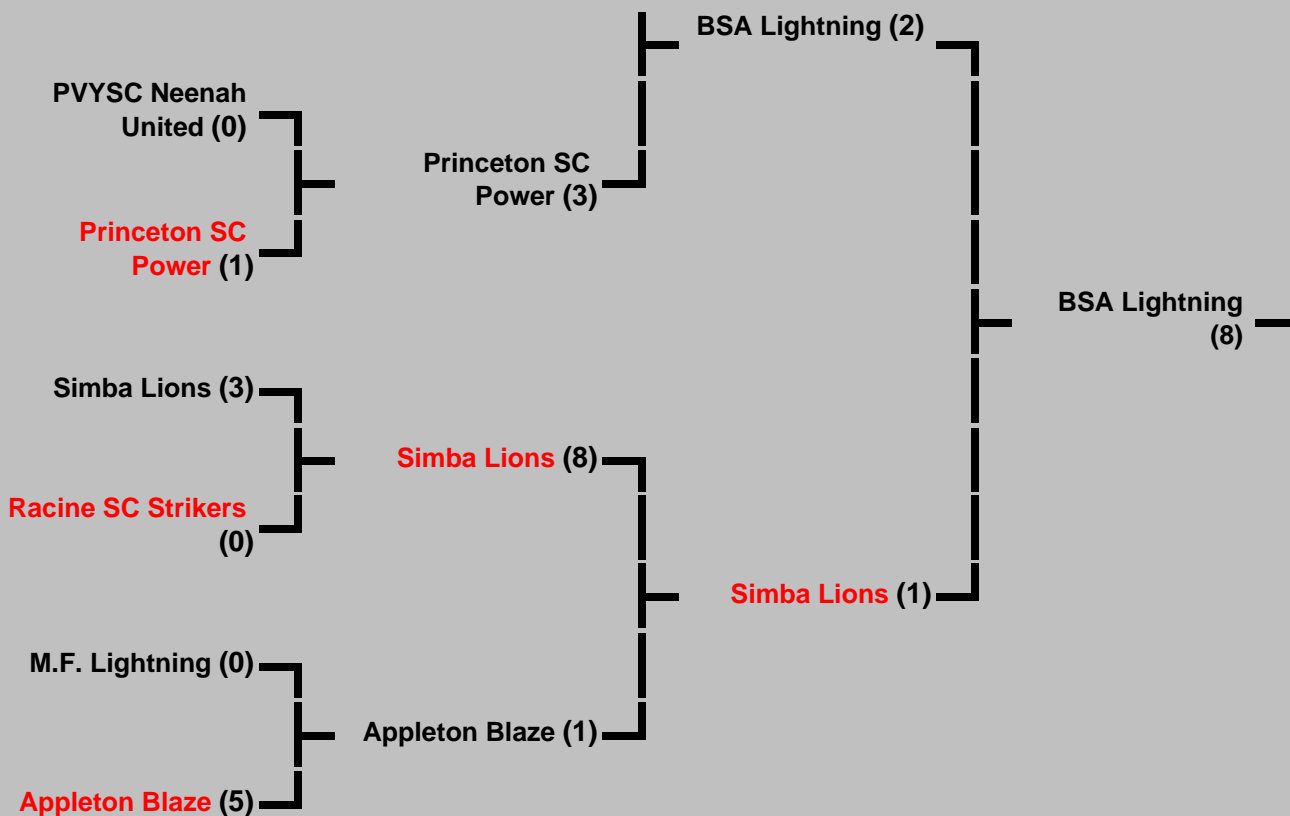 BSA Lightning (2)
PVYSC Neenah
United (0)
Princeton SC
Power (3)
Princeton SC
Power (1)
BSA Lightning
(8)
Simba Lions (3)
Simba Lions (8)
Racine SC Strikers
(0)
Simba Lions (1)
M.F. Lightning (0)
Appleton Blaze (1)
Appleton Blaze (5)